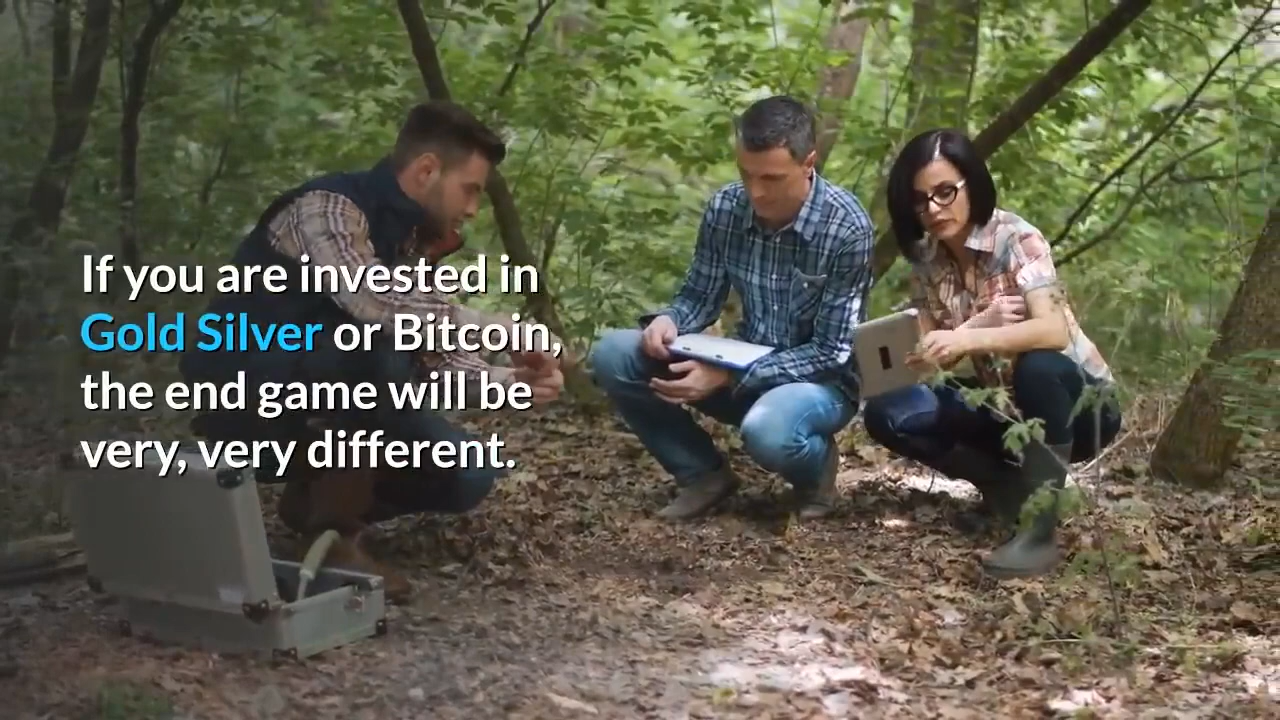 If you are invested in
Gold Silver or Bitcoin,
the end game will be
very, very different.